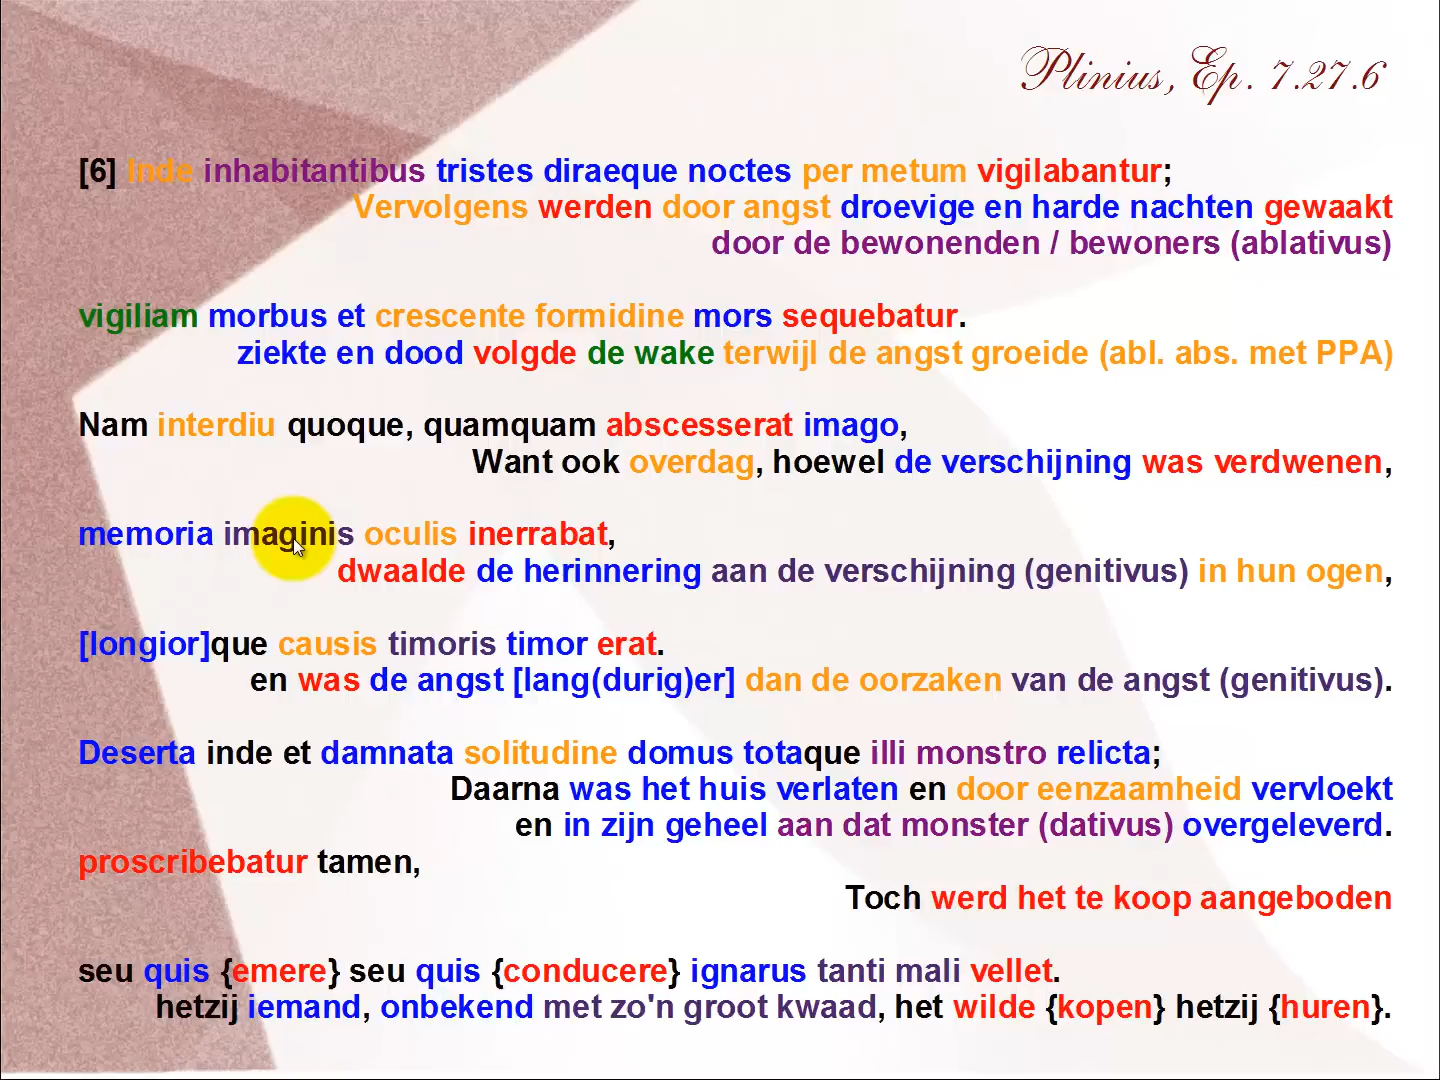 Plinius, Ep. 7.27.6
[6] Inde inhabitantibus tristes diraeque noctes per metum vigilabantur;
Vervolgens werden door angst droevige en harde nachten gewaakt
door de bewonenden / bewoners (ablativus)
vigiliam morbus et crescente formidine mors sequebatur.
ziekte en dood volgde de wake terwijl de angst groeide (abl. abs. met PPA)
Nam interdiu quoque, quamquam abscesserat imago,
Want ook overdag, hoewel de verschijning was verdwenen,
memoria imaginis oculis inerrabat,
dwaalde de herinnering aan de verschijning (genitivus) in hun ogen,
[longior]que causis timoris timor erat.
en was de angst [lang(durig)er] dan de oorzaken van de angst (genitivus).
Deserta inde et damnata solitudine domus totaque illi monstro relicta;
Daarna was het huis verlaten en door eenzaamheid vervloekt
en in zijn geheel aan dat monster (dativus) overgeleverd.
proscribebatur tamen,
Toch werd het te koop aangeboden
seu quis {emere} seu quis {conducere} ignarus tanti mali vellet.
hetzij iemand, onbekend met zo'n groot kwaad, het wilde {kopen} hetzij {huren}.